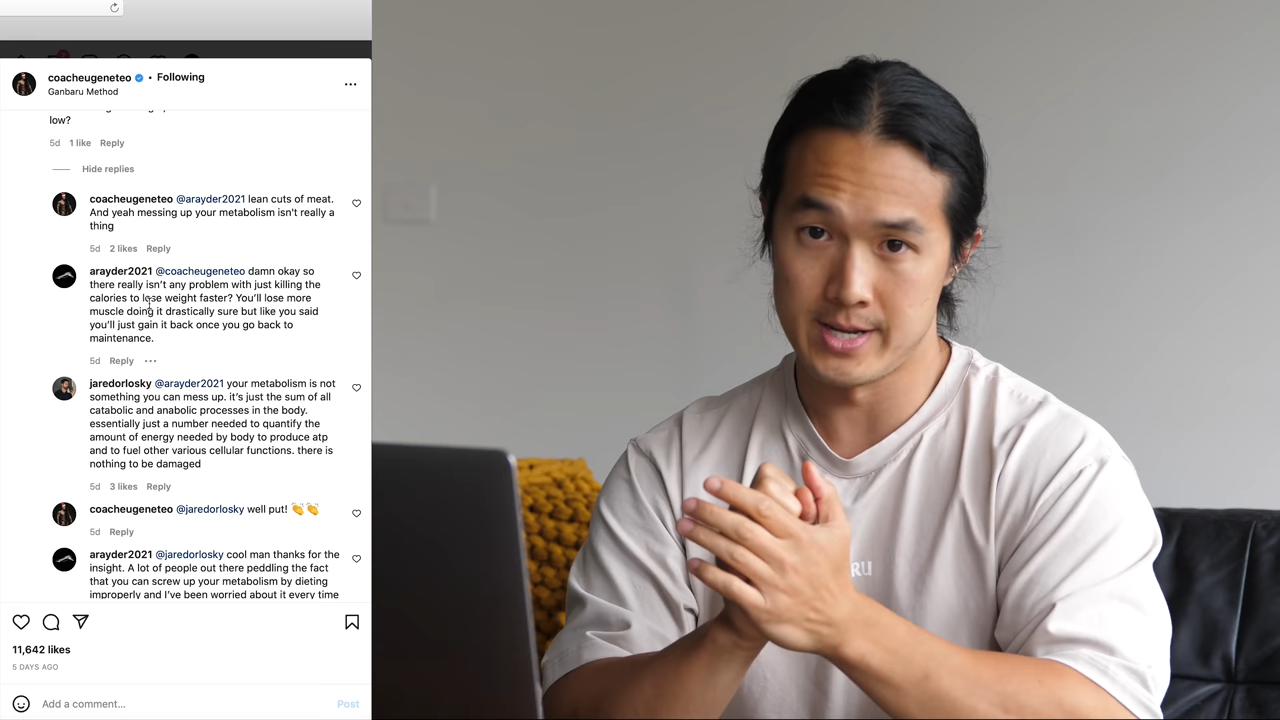 coacheugeneteo • Following
Ganbaru Method
low?
5d 1 like Reply
Hide replies
coacheugeneteo @arayder2021 lean cuts of meat.
And yeah messing up your metabolism isn't really a
thing
5d 2 likes Reply
arayder2021 @coacheugeneteo damn okay so
there really isn't any problem with just killing the
calories to lose weight faster? You'll lose more
muscle doing it drastically sure but like you said
you'll just gain it back once you go back to
maintenance.
5d Reply
jaredorlosky @arayder2021 your metabolism is not
something you can mess up. it's just the sum of all
catabolic and anabolic processes in the body.
essentially just a number needed to quantify the
amount of energy needed by body to produce atp
and to fuel other various cellular functions. there is
nothing to be damaged
5d 3 likes Reply
coacheugeneteo @jaredorlosky well put! 👏👏
5d Reply
arayder2021 @jaredorlosky cool man thanks for the
insight. A lot of people out there peddling the fact
that you can screw up your metabolism by dieting
improperly and I've been worried about it every time
11,642 likes
5 DAYS AGO
Add a comment... Post
RU